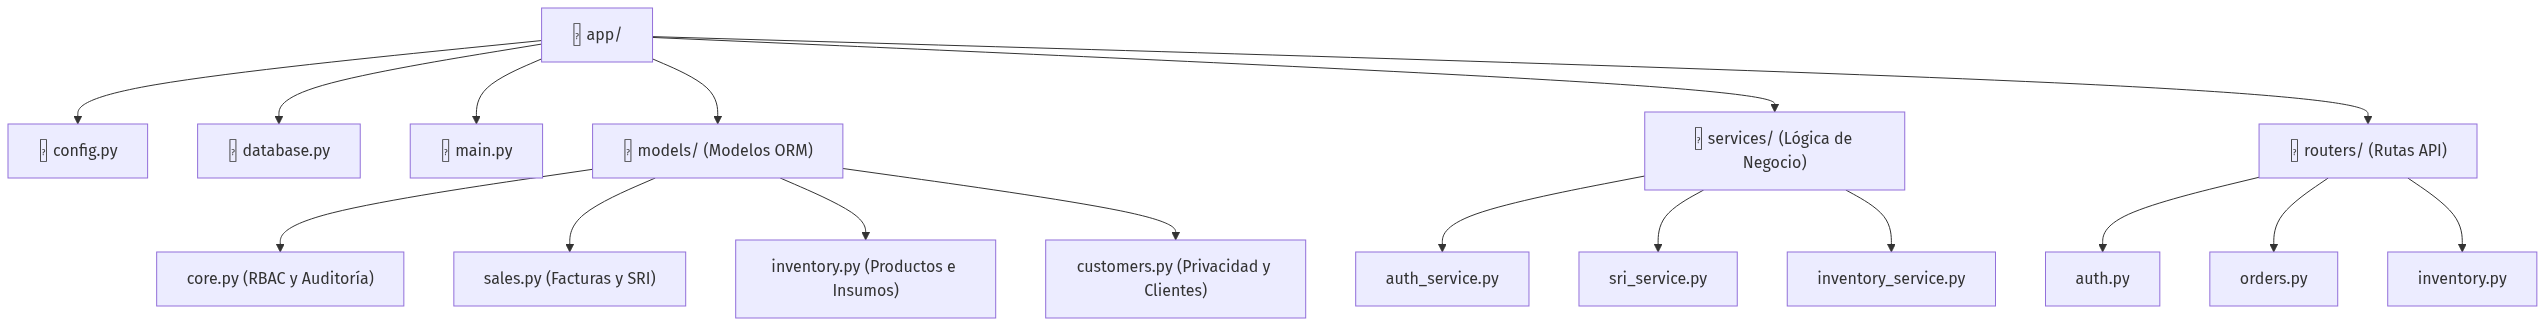 app/
config.py
database.py
main.py
models/ (Modelos ORM)
services/ (Lógica de
Negocio)
routers/ (Rutas API)
core.py (RBAC y Auditoría)
sales.py (Facturas y SRI)
inventory.py (Productos e
Insumos)
customers.py (Privacidad y
Clientes)
auth_service.py
sri_service.py
inventory_service.py
auth.py
orders.py
inventory.py